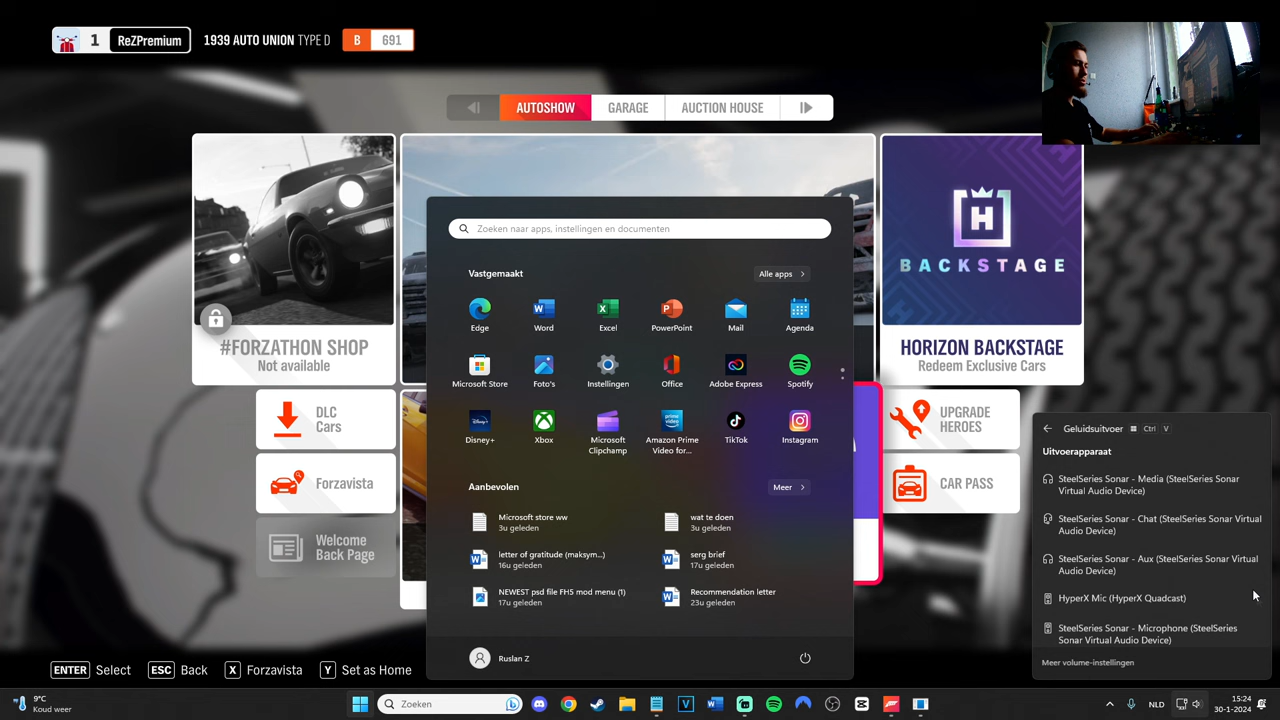 1 ReZPremium 1939 AUTO UNION TYPE D B 691
AUTOSHOW GARAGE AUCTION HOUSE
#FORZATHON SHOP
Not available
DLC
Cars
Forzavista
Welcome
Back Page
H
BACKSTAGE
HORIZON BACKSTAGE
Redeem Exclusive Cars
UPGRADE
HEROES
CAR PASS
Zoeken naar apps, instellingen en documenten
Vastgemaakt Alle apps
Edge Word Excel PowerPoint Mail Agenda
Microsoft Store Foto's Instellingen Office Adobe Express Spotify
Disney+ Xbox Microsoft Clipchamp Amazon Prime Video for... TikTok Instagram
Aanbevolen Meer
Microsoft store ww
3u geleden
wat te doen
3u geleden
letter of gratitude (maksym...)
16u geleden
serg brief
17u geleden
NEWEST psd file FH5 mod menu (1)
17u geleden
Recommendation letter
23u geleden
Ruslan Z
Geluidsuitvoer Ctrl V
Uitvoerapparaat
SteelSeries Sonar - Media (SteelSeries Sonar
Virtual Audio Device)
SteelSeries Sonar - Chat (SteelSeries Sonar Virtual
Audio Device)
SteelSeries Sonar - Aux (SteelSeries Sonar Virtual
Audio Device)
HyperX Mic (HyperX Quadcast)
SteelSeries Sonar - Microphone (SteelSeries
Sonar Virtual Audio Device)
Meer volume-instellingen
ENTER Select ESC Back X Forzavista Y Set as Home
9°C
Koud weer
Zoeken
NLD
15:24
30-1-2024